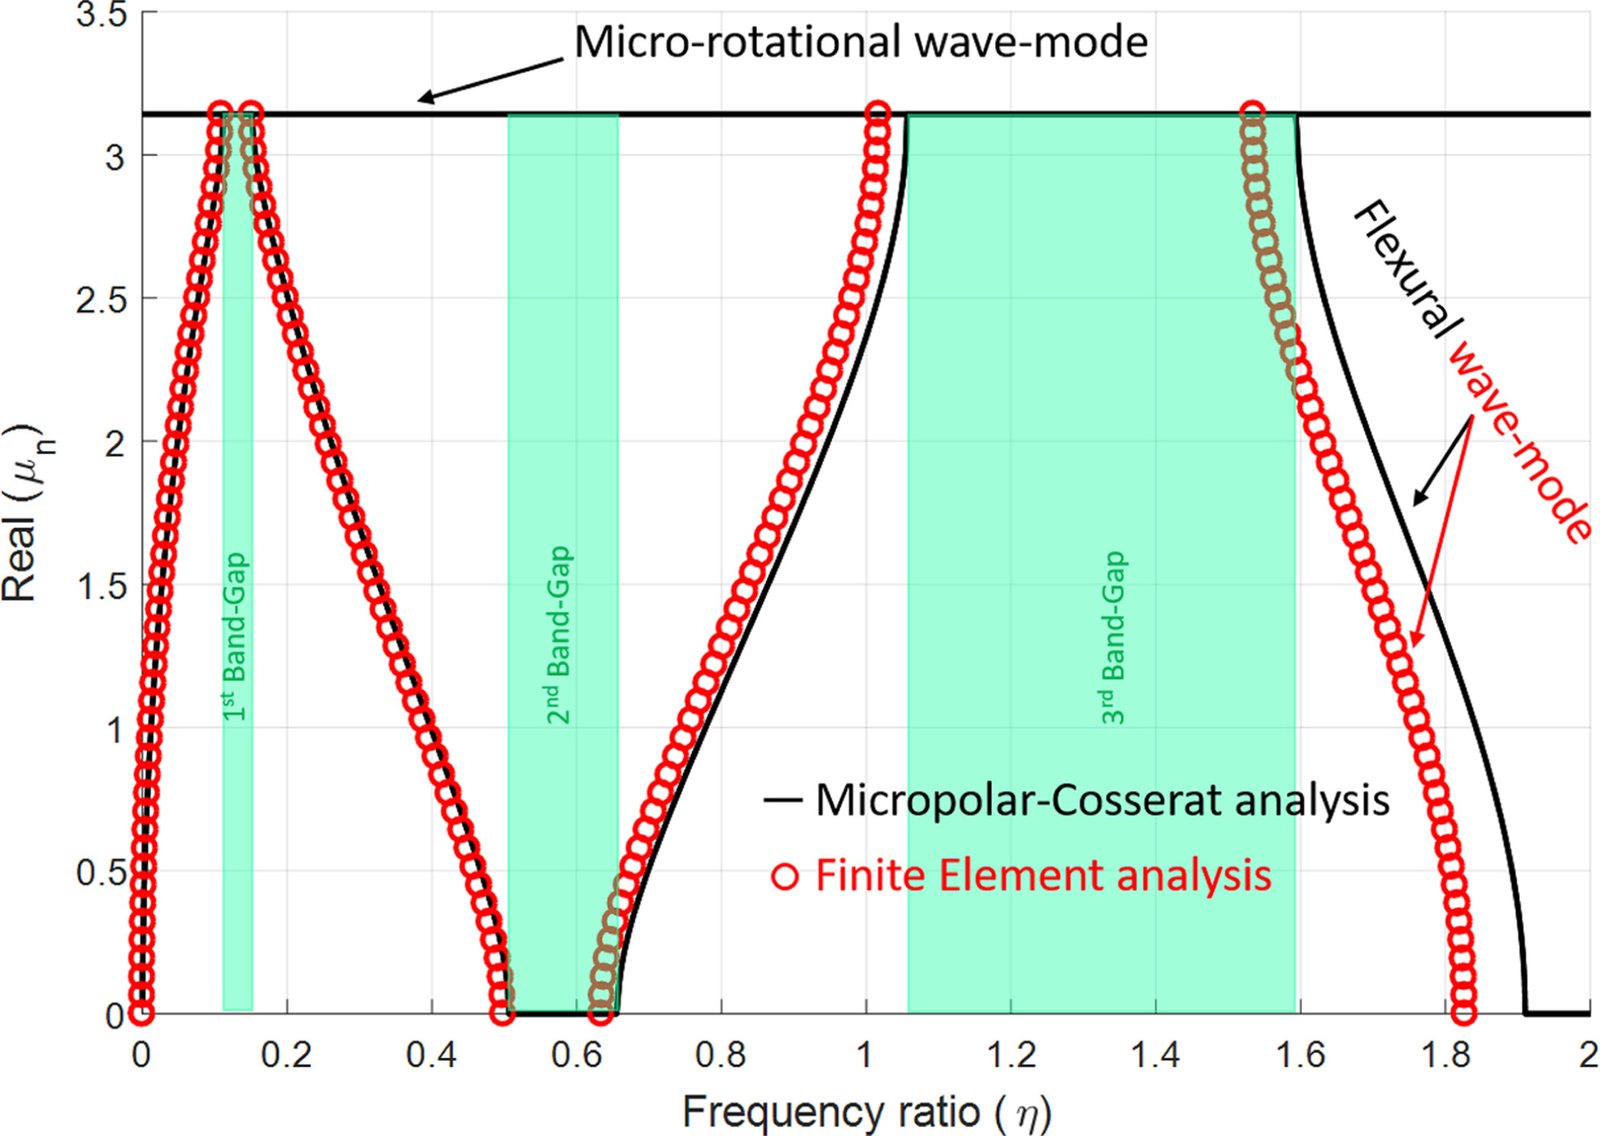 3.5
Micro-rotational wave-mode
3
Flexural wave-mode
2.5
2
Real (μn)
1.5
1st Band-Gap
2nd Band-Gap
3rd Band-Gap
1
Micropolar-Cosserat analysis
0.5
Finite Element analysis
0
0 0.2 0.4 0.6 0.8 1 1.2 1.4 1.6 1.8 2
Frequency ratio (η)